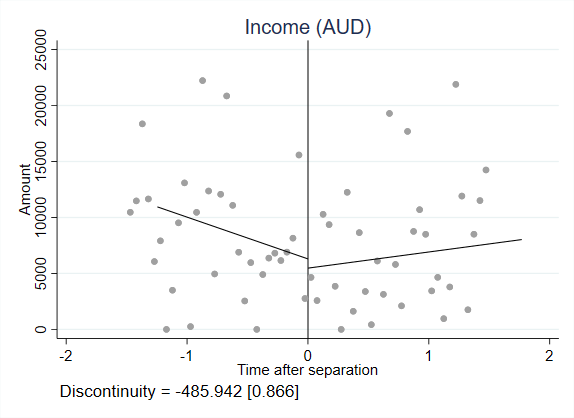 Income (AUD)
25000
20000
15000
10000
5000
0
Amount
-2
-1
0
1
2
Time after separation
Discontinuity = -485.942 [0.866]